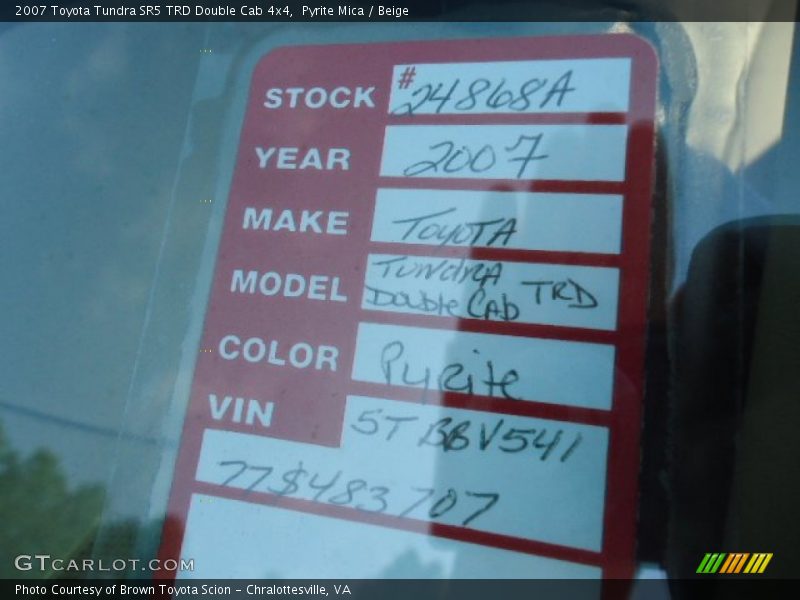 2007 Toyota Tundra SR5 TRD Double Cab 4x4, Pyrite Mica / Beige
STOCK # 24868A
YEAR 2007
MAKE TOYOTA
MODEL TUNDRA
DOUBLE CAB TRD
COLOR Pyrite
VIN 5TBBV541
77S483707
GTCARLOT.COM
Photo Courtesy of Brown Toyota Scion – Chralottesville, VA